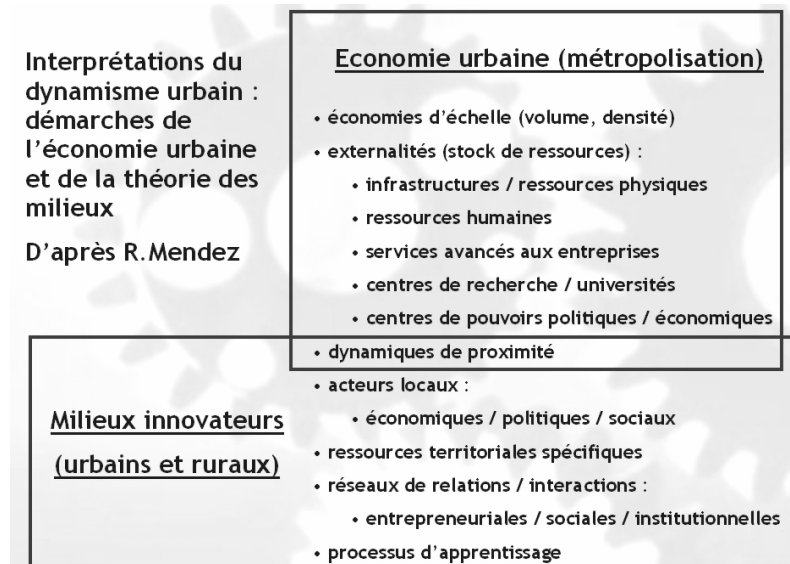 Interprétations du
dynamisme urbain :
démarches de
l'économie urbaine
et de la théorie des
milieux
D'après R.Mendez
Economie urbaine (métropolisation)
• économies d'échelle (volume, densité)
• externalités (stock de ressources) :
• infrastructures / ressources physiques
• ressources humaines
• services avancés aux entreprises
• centres de recherche / universités
• centres de pouvoirs politiques / économiques
• dynamiques de proximité
Milieux innovateurs
(urbains et ruraux)
• acteurs locaux :
• économiques / politiques / sociaux
• ressources territoriales spécifiques
• réseaux de relations / interactions :
• entrepreneuriales / sociales / institutionnelles
• processus d'apprentissage